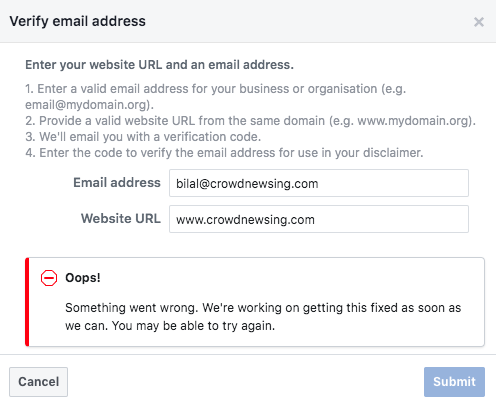 Verify email address
×
Enter your website URL and an email address.
1. Enter a valid email address for your business or organisation (e.g.
email@mydomain.org).
2. Provide a valid website URL from the same domain (e.g. www.mydomain.org).
3. We'll email you with a verification code.
4. Enter the code to verify the email address for use in your disclaimer.
Email address bilal@crowdnewsing.com
Website URL www.crowdnewsing.com
Oops!
Something went wrong. We're working on getting this fixed as soon as
we can. You may be able to try again.
Cancel Submit